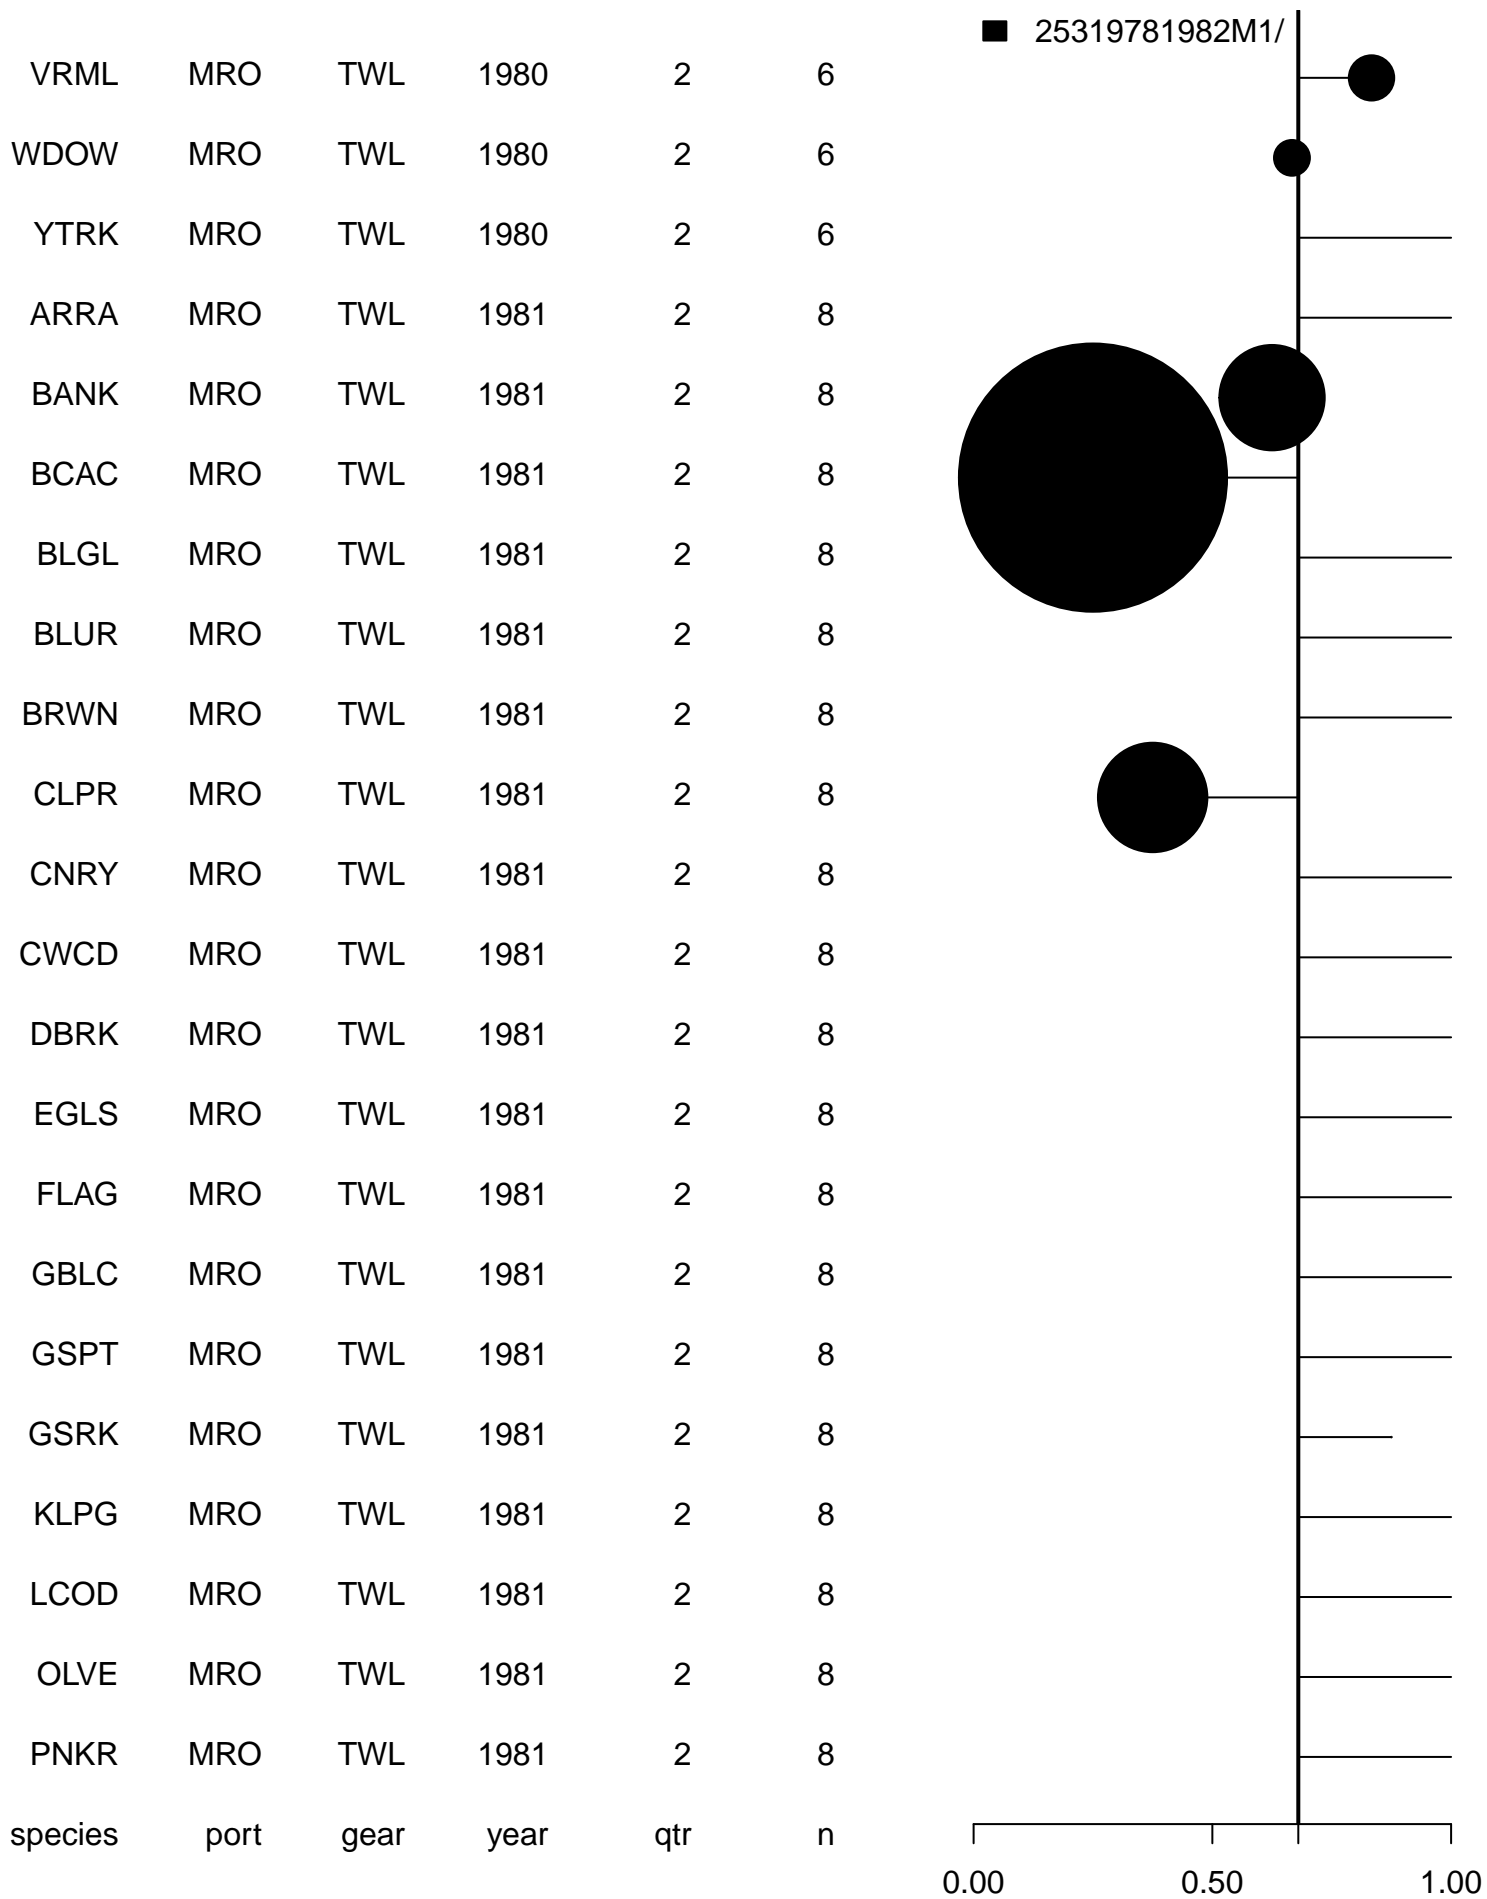 25319781982M1/
VRML MRO TWL 1980 2 6
WDOW MRO TWL 1980 2 6
YTRK MRO TWL 1980 2 6
ARRA MRO TWL 1981 2 8
BANK MRO TWL 1981 2 8
BCAC MRO TWL 1981 2 8
BLGL MRO TWL 1981 2 8
BLUR MRO TWL 1981 2 8
BRWN MRO TWL 1981 2 8
CLPR MRO TWL 1981 2 8
CNRY MRO TWL 1981 2 8
CWCD MRO TWL 1981 2 8
DBRK MRO TWL 1981 2 8
EGLS MRO TWL 1981 2 8
FLAG MRO TWL 1981 2 8
GBLC MRO TWL 1981 2 8
GSPT MRO TWL 1981 2 8
GSRK MRO TWL 1981 2 8
KLPG MRO TWL 1981 2 8
LCOD MRO TWL 1981 2 8
OLVE MRO TWL 1981 2 8
PNKR MRO TWL 1981 2 8
species port gear year qtr n
0.00 0.50 1.00